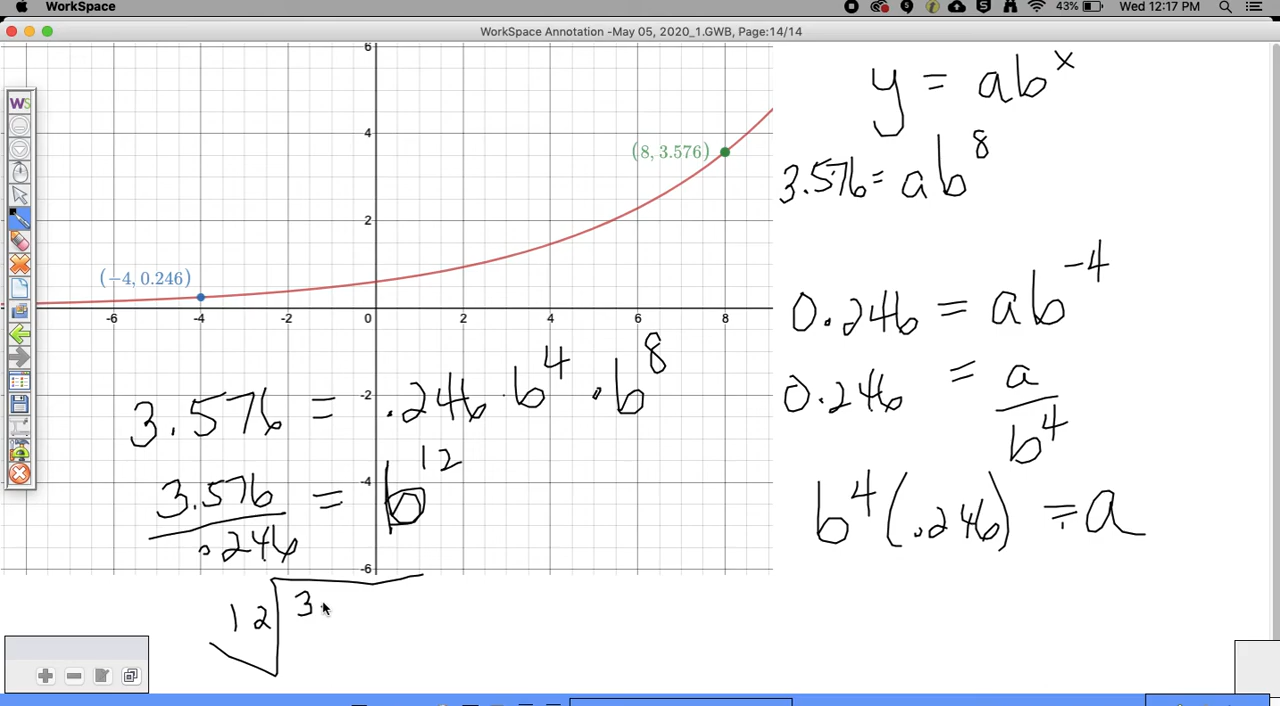 WorkSpace
43%
Wed 12:17 PM
WorkSpace Annotation -May 05, 2020_1.GWB, Page:14/14
WS
6
4
2
-2
-4
-6
-6
-4
-2
0
2
4
6
8
(8, 3.576)
(−4, 0.246)
y = ab^x
3.576 = ab^8
0.246 = ab^-4
0.246 = a/b^4
b^4(.246) = a
3.576 = .246 · b^4 · b^8
3.576/.246 = b^12
12√3.